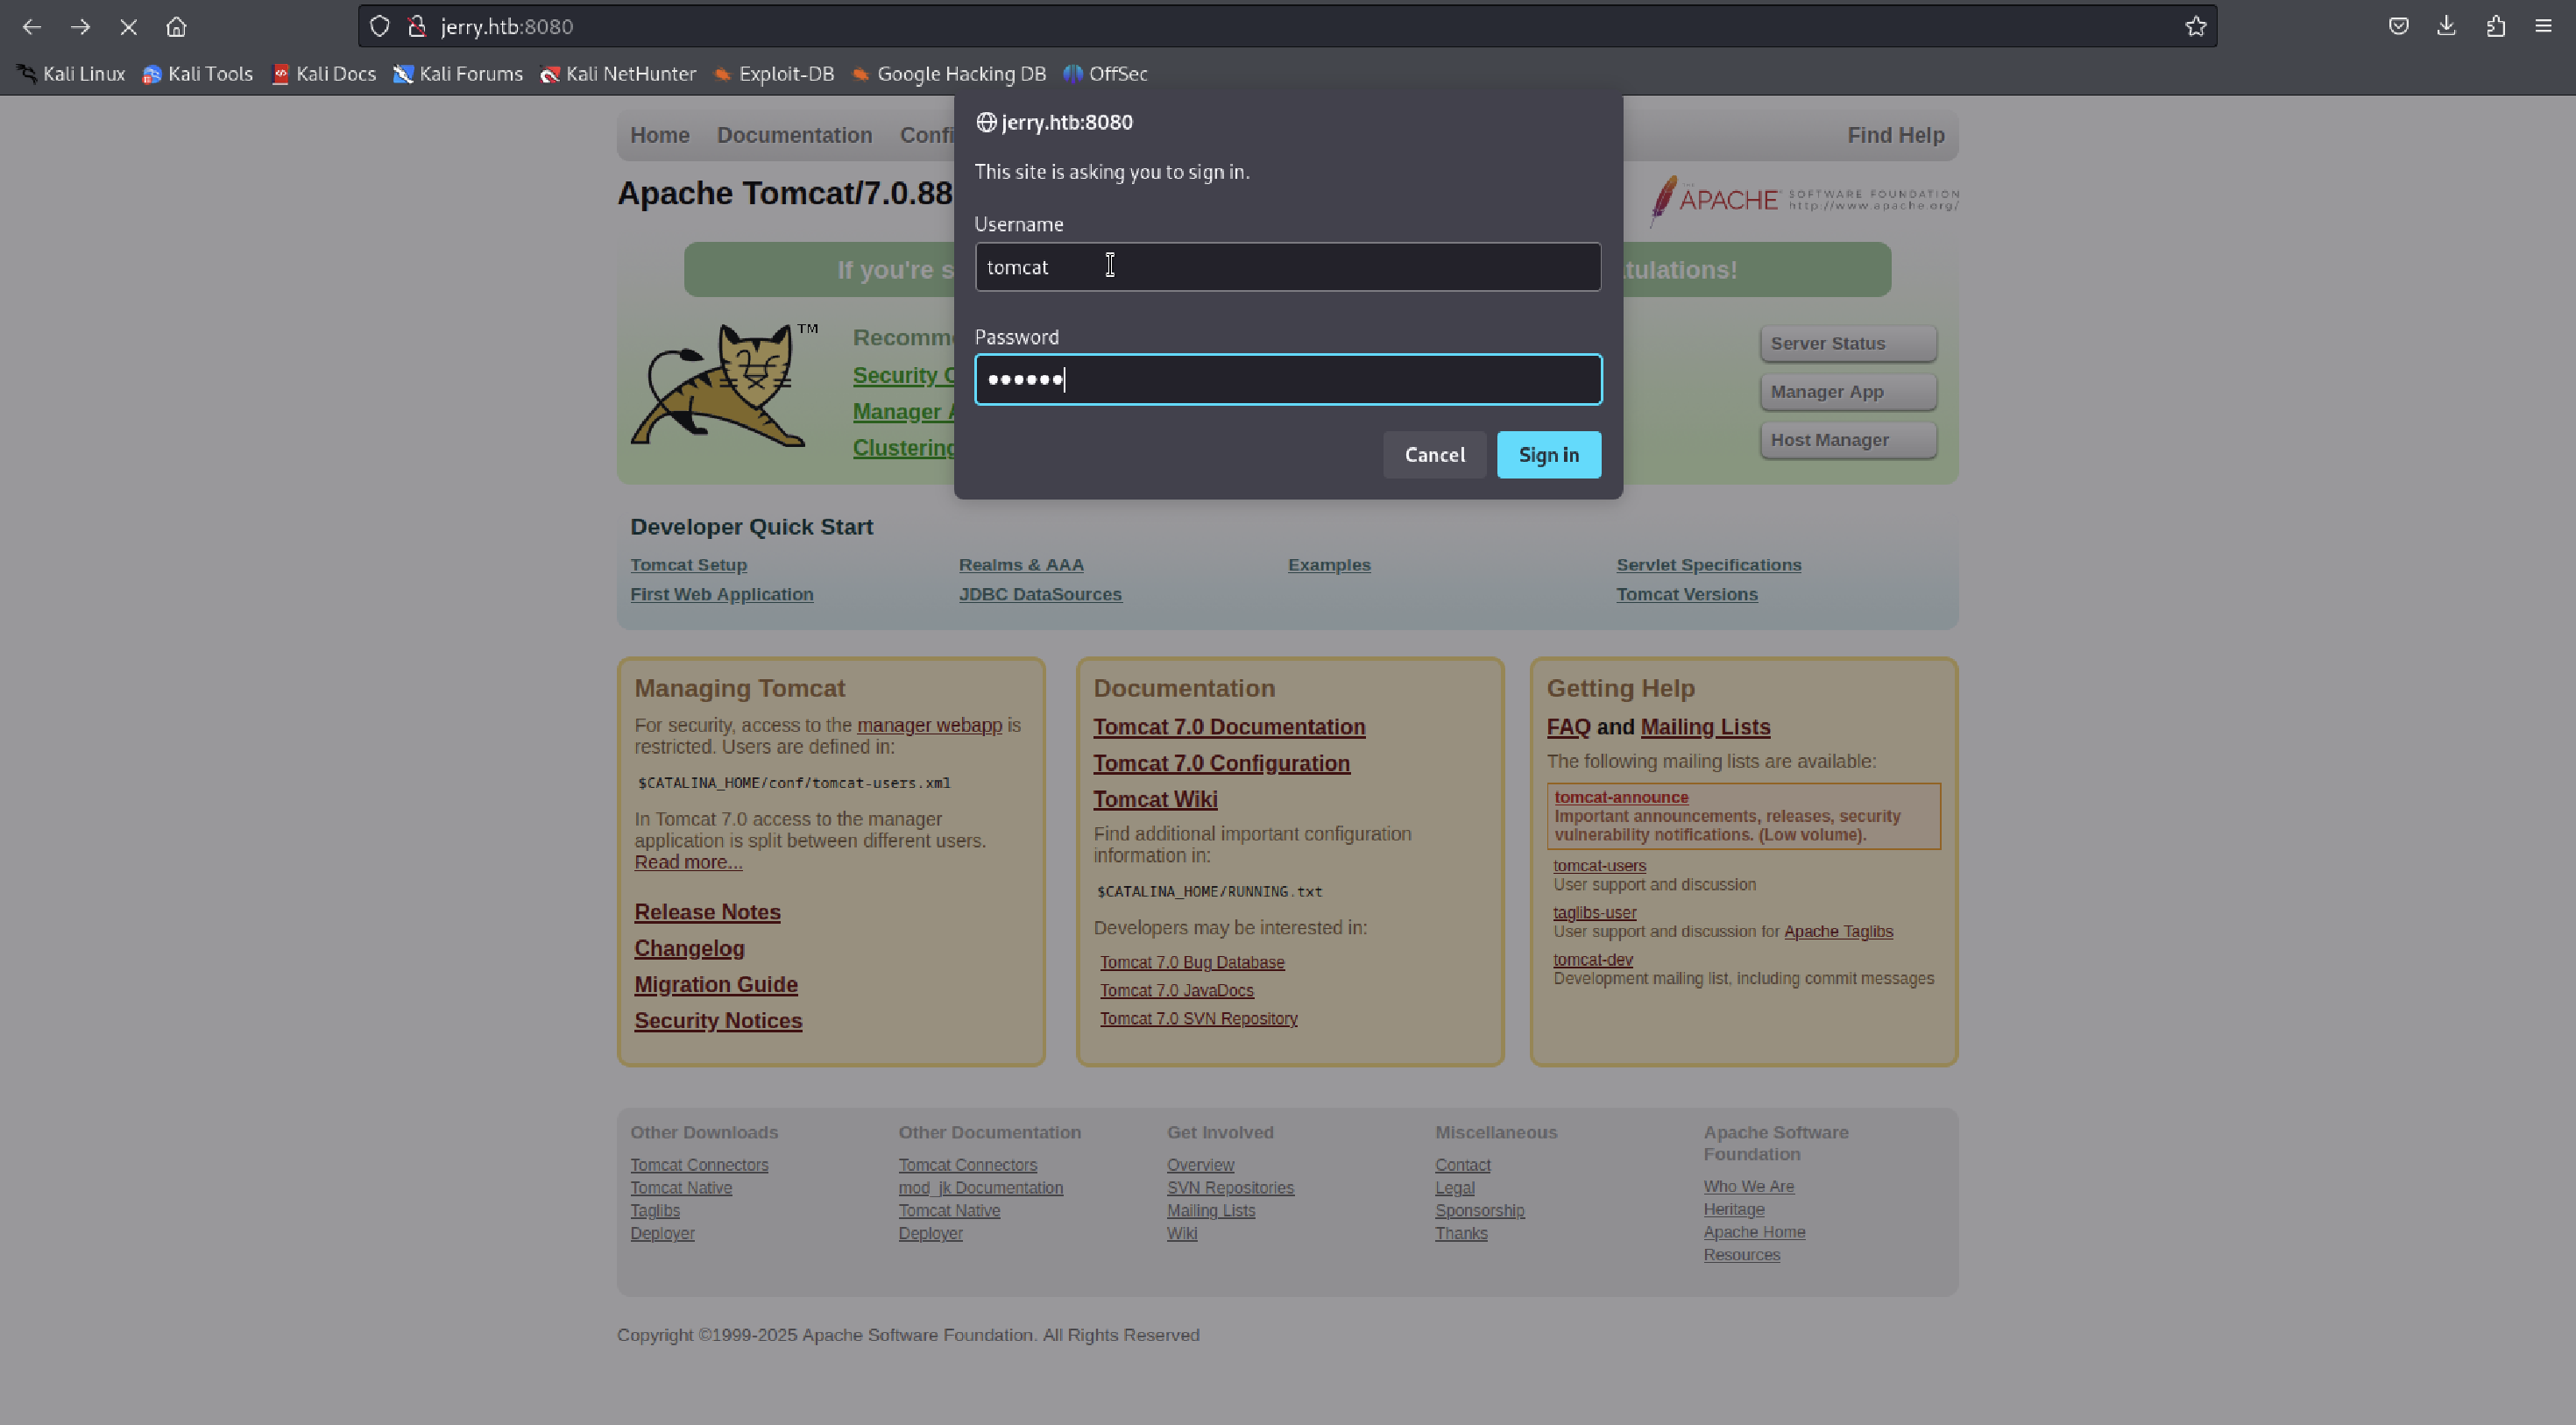 jerry.htb:8080
Kali Linux Kali Tools Kali Docs Kali Forums Kali NetHunter Exploit-DB Google Hacking DB OffSec
jerry.htb:8080
This site is asking you to sign in.
Username
tomcat
Password
••••••
Cancel Sign in
Home Documentation Confi Find Help
Apache Tomcat/7.0.88
THE
APACHE SOFTWARE FOUNDATION
http://www.apache.org/
If you're s tulations!
TM
Recomme
Security C
Manager A
Clustering
Server Status
Manager App
Host Manager
Developer Quick Start
Tomcat Setup Realms & AAA Examples Servlet Specifications
First Web Application JDBC DataSources Tomcat Versions
Managing Tomcat
For security, access to the manager webapp is
restricted. Users are defined in:
$CATALINA_HOME/conf/tomcat-users.xml
In Tomcat 7.0 access to the manager
application is split between different users.
Read more...
Release Notes
Changelog
Migration Guide
Security Notices
Documentation
Tomcat 7.0 Documentation
Tomcat 7.0 Configuration
Tomcat Wiki
Find additional important configuration
information in:
$CATALINA_HOME/RUNNING.txt
Developers may be interested in:
Tomcat 7.0 Bug Database
Tomcat 7.0 JavaDocs
Tomcat 7.0 SVN Repository
Getting Help
FAQ and Mailing Lists
The following mailing lists are available:
tomcat-announce
Important announcements, releases, security
vulnerability notifications. (Low volume).
tomcat-users
User support and discussion
taglibs-user
User support and discussion for Apache Taglibs
tomcat-dev
Development mailing list, including commit messages
Other Downloads
Tomcat Connectors
Tomcat Native
Taglibs
Deployer
Other Documentation
Tomcat Connectors
mod_jk Documentation
Tomcat Native
Deployer
Get Involved
Overview
SVN Repositories
Mailing Lists
Wiki
Miscellaneous
Contact
Legal
Sponsorship
Thanks
Apache Software
Foundation
Who We Are
Heritage
Apache Home
Resources
Copyright ©1999-2025 Apache Software Foundation. All Rights Reserved